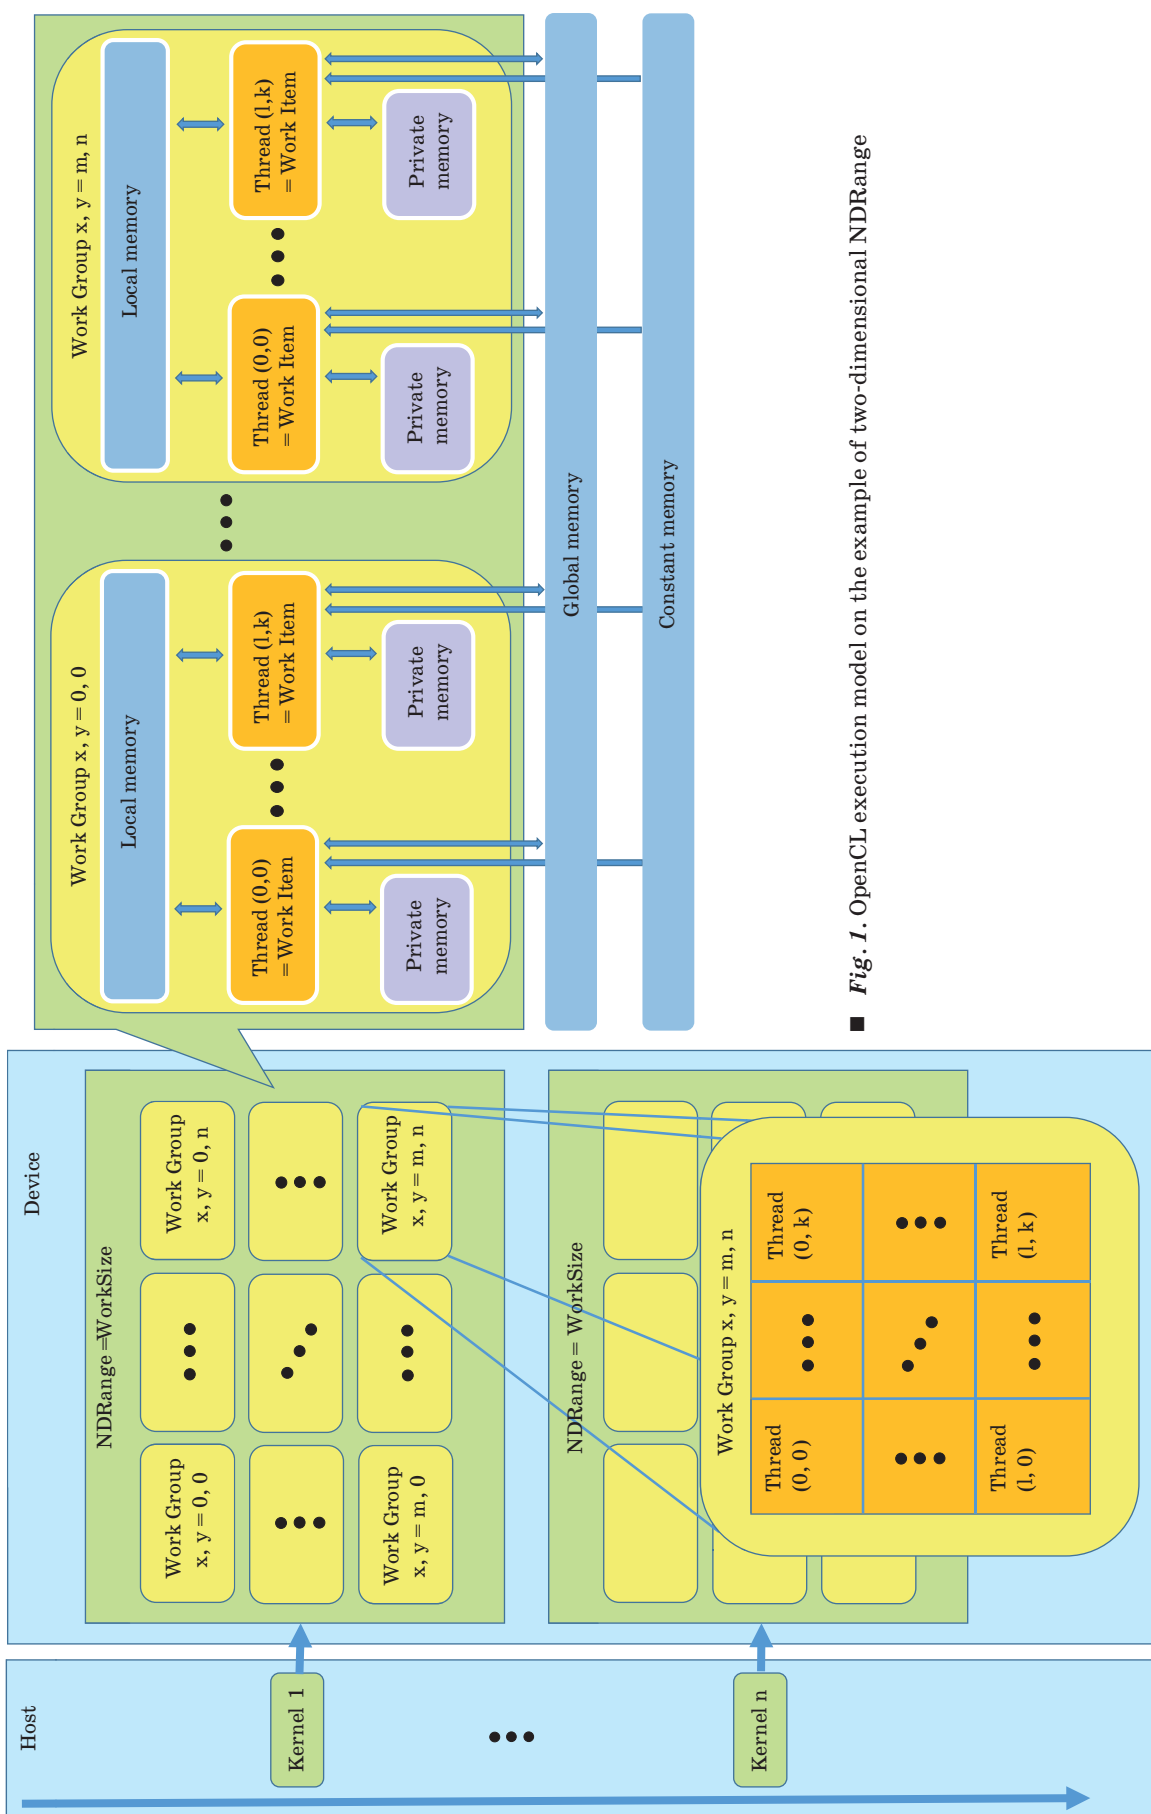 Host
Kernel 1
Kernel n
Device
NDRange =WorkSize
Work Group
x, y = 0, 0
Work Group
x, y = 0, n
Work Group
x, y = m, 0
Work Group
x, y = m, n
NDRange = WorkSize
Work Group x, y = m, n
Thread
(0, 0)
Thread
(0, k)
Thread
(l, 0)
Thread
(l, k)
Work Group x, y = 0, 0
Local memory
Thread (0,0)
= Work Item
Thread (l,k)
= Work Item
Private
memory
Private
memory
Work Group x, y = m, n
Local memory
Thread (0,0)
= Work Item
Thread (l,k)
= Work Item
Private
memory
Private
memory
Global memory
Constant memory
■ Fig. 1. OpenCL execution model on the example of two-dimensional NDRange